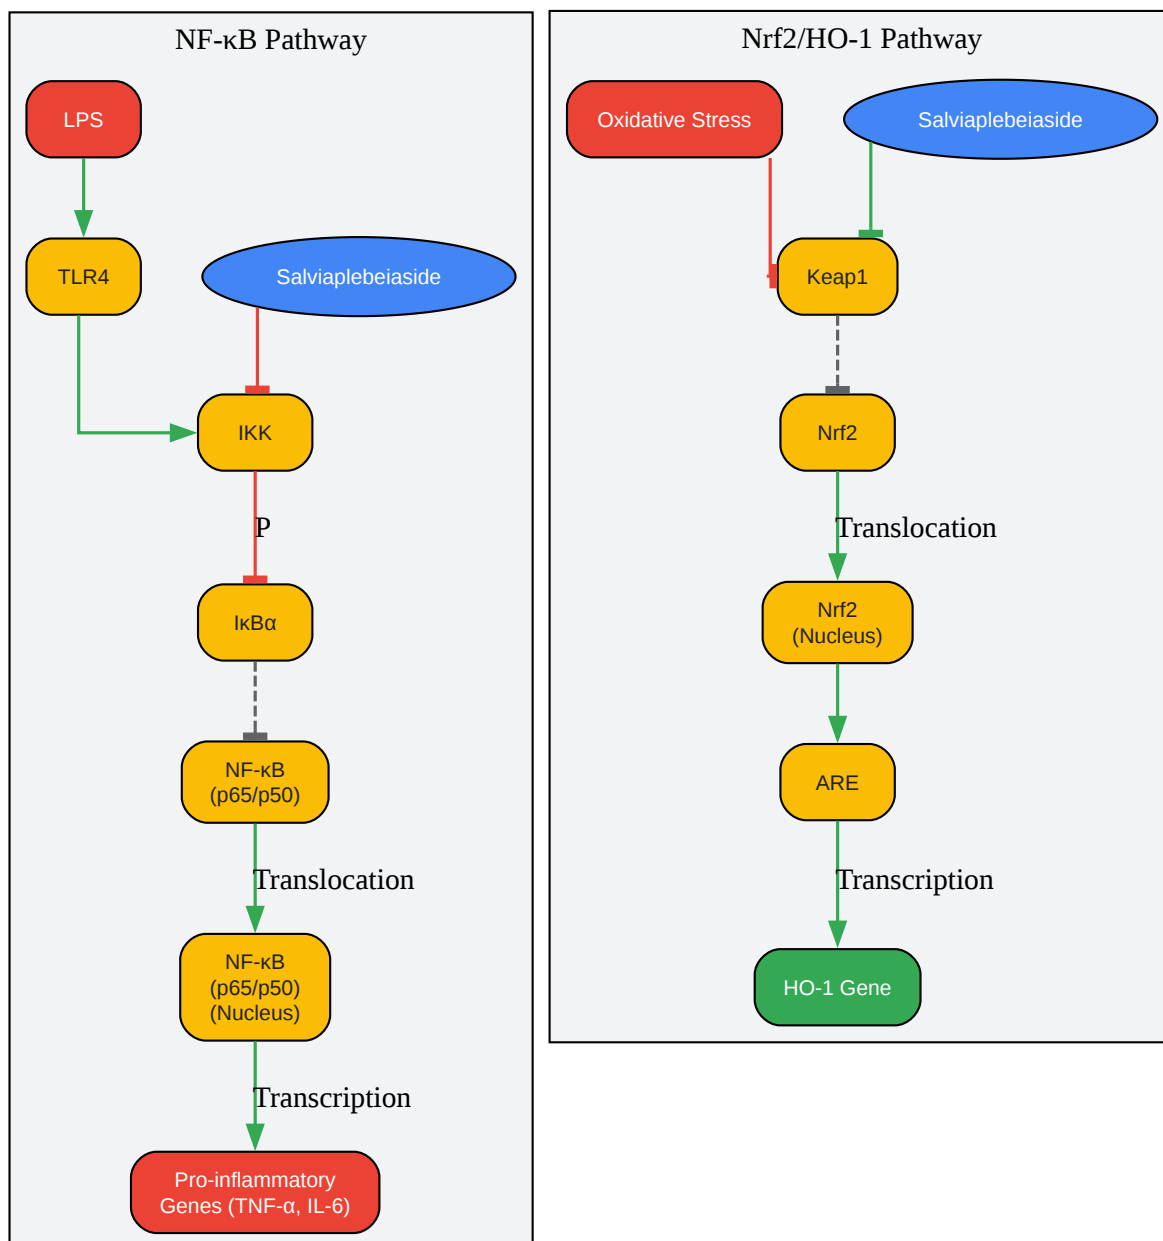 NF-κB Pathway
LPS
TLR4
Salviaplebeiaside
IKK
P
IκBα
NF-κB
(p65/p50)
Translocation
NF-κB
(p65/p50)
(Nucleus)
Transcription
Pro-inflammatory
Genes (TNF-α, IL-6)
Nrf2/HO-1 Pathway
Oxidative Stress
Salviaplebeiaside
Keap1
Nrf2
Translocation
Nrf2
(Nucleus)
ARE
Transcription
HO-1 Gene